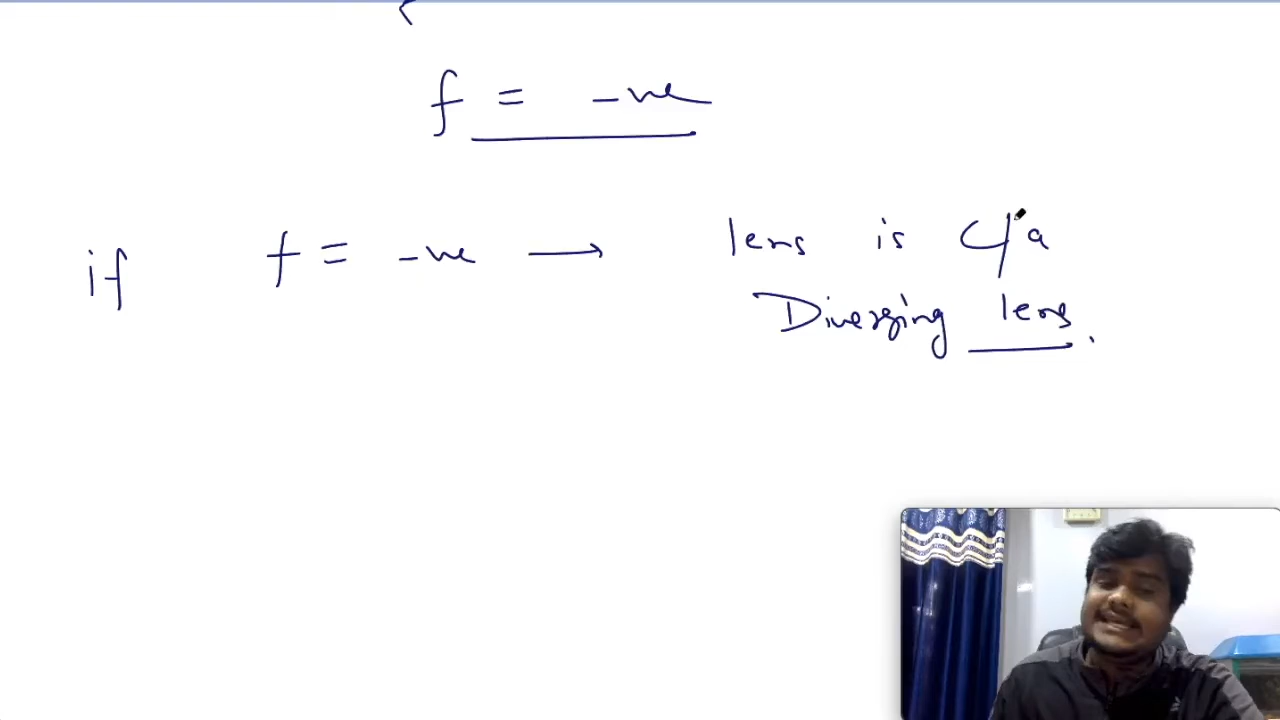 f = -ve
if f = -ve → lens is c/a
Diverging lens.